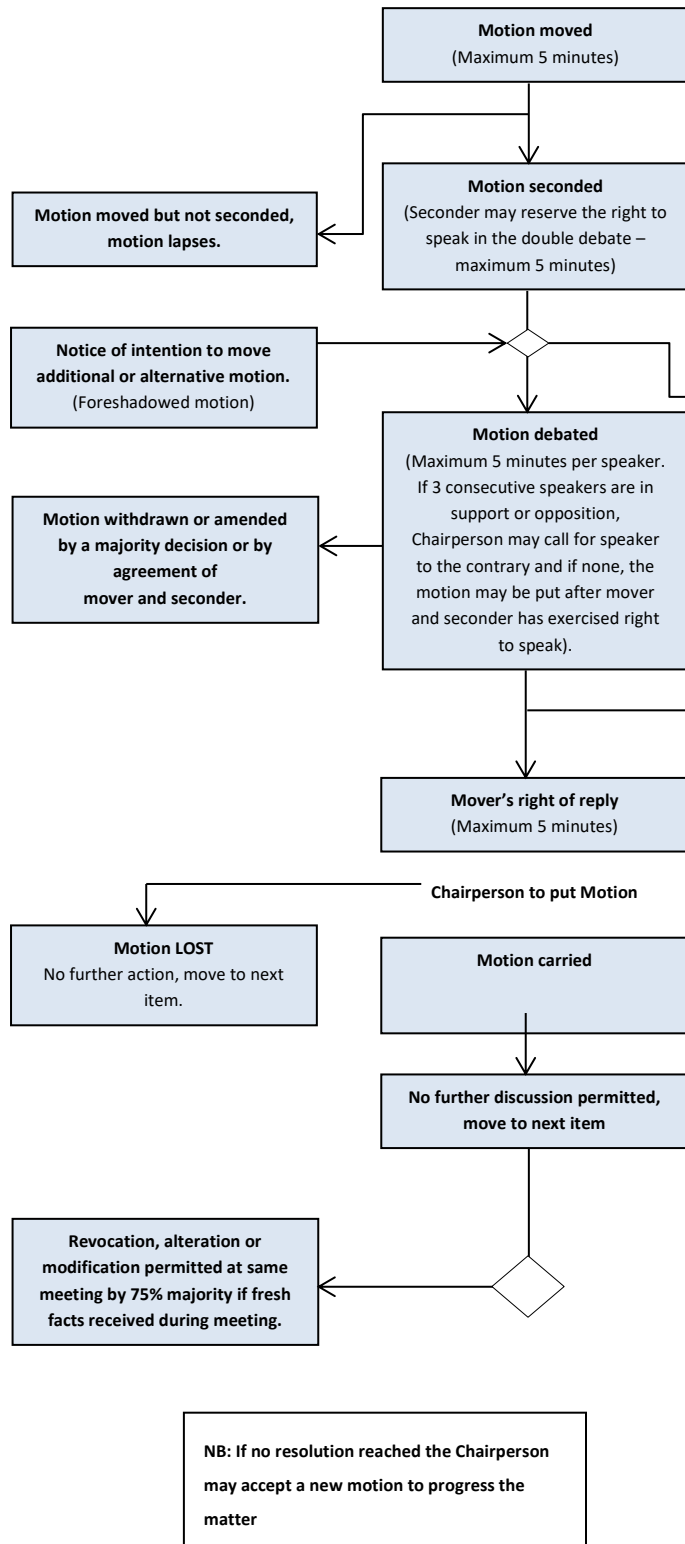 Motion moved
(Maximum 5 minutes)
Motion seconded
(Seconder may reserve the right to
speak in the double debate –
maximum 5 minutes)
Motion moved but not seconded,
motion lapses.
Notice of intention to move
additional or alternative motion.
(Foreshadowed motion)
Motion debated
(Maximum 5 minutes per speaker.
If 3 consecutive speakers are in
support or opposition,
Chairperson may call for speaker
to the contrary and if none, the
motion may be put after mover
and seconder has exercised right
to speak).
Motion withdrawn or amended
by a majority decision or by
agreement of
mover and seconder.
Mover’s right of reply
(Maximum 5 minutes)
Chairperson to put Motion
Motion LOST
No further action, move to next
item.
Motion carried
No further discussion permitted,
move to next item
Revocation, alteration or
modification permitted at same
meeting by 75% majority if fresh
facts received during meeting.
NB: If no resolution reached the Chairperson
may accept a new motion to progress the
matter